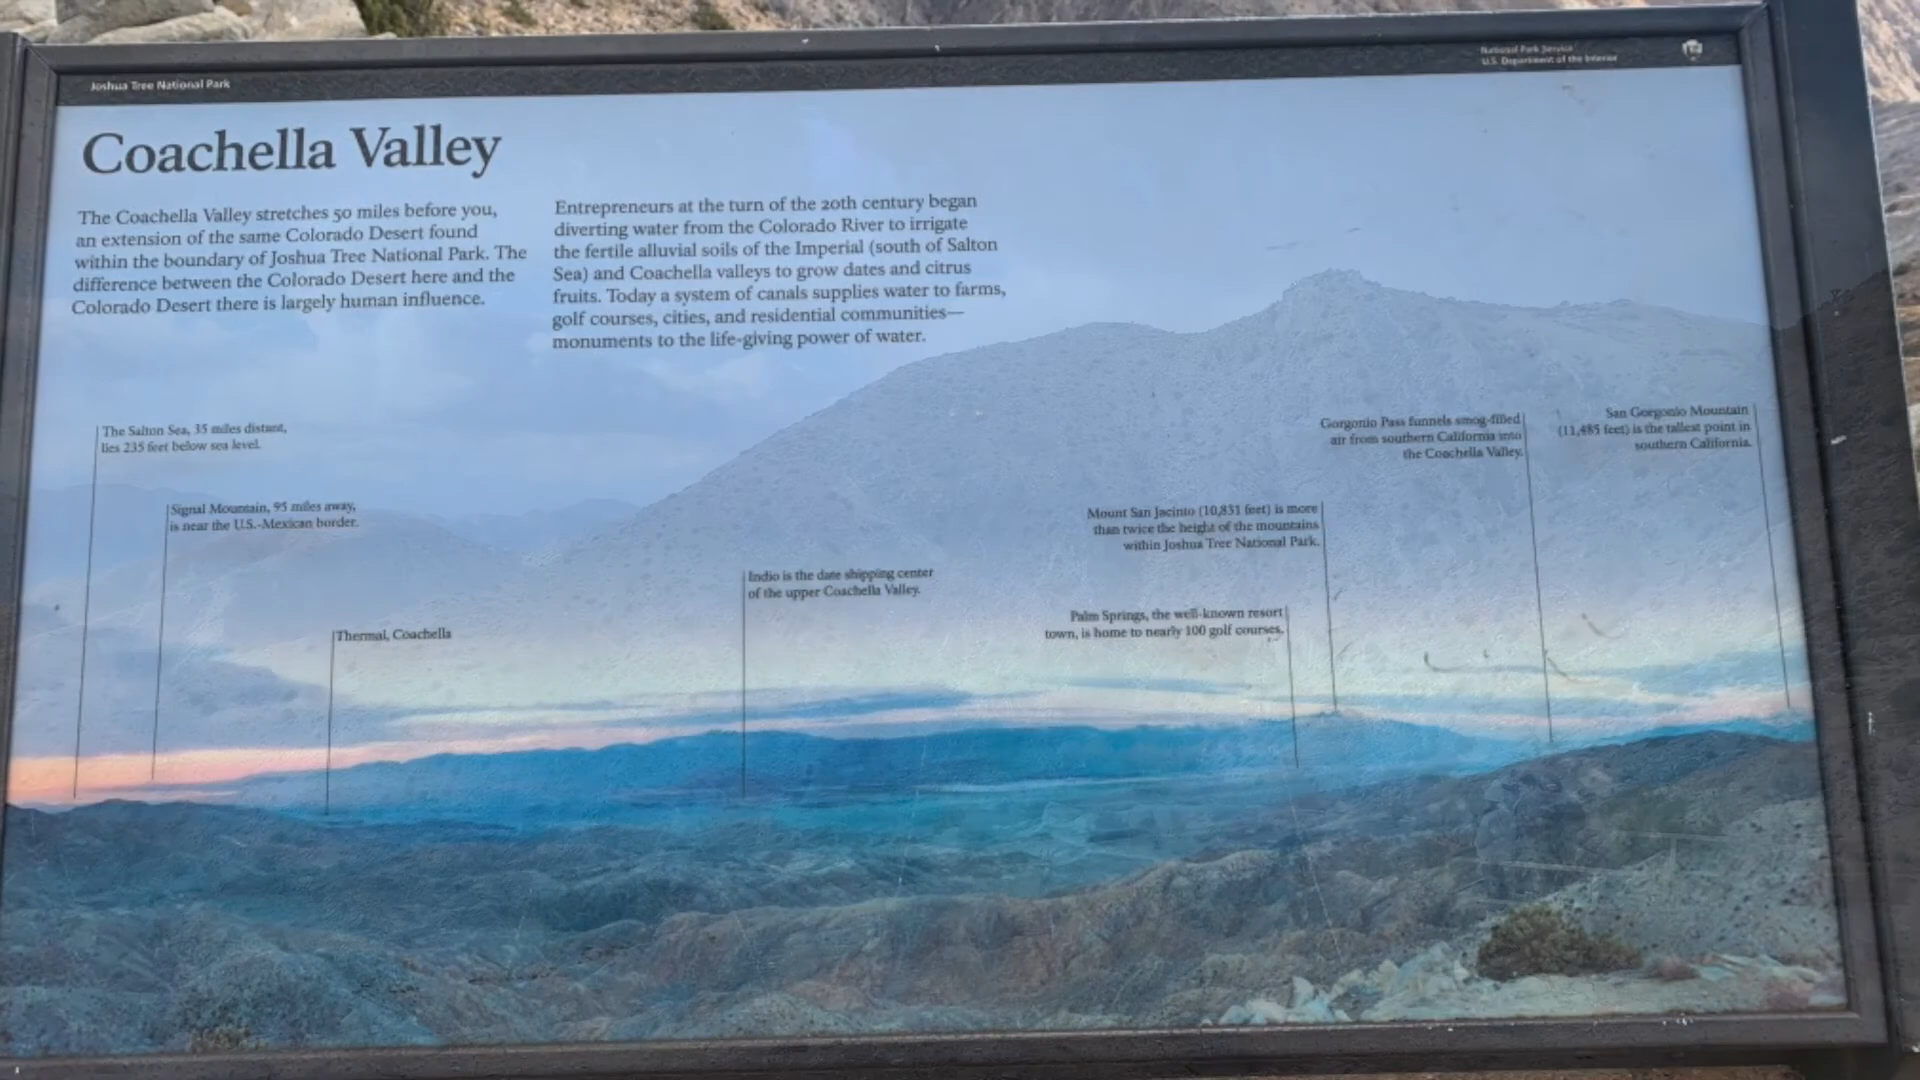 Joshua Tree National Park
National Park Service
U.S. Department of the Interior
Coachella Valley
The Coachella Valley stretches 50 miles before you,
an extension of the same Colorado Desert found
within the boundary of Joshua Tree National Park. The
difference between the Colorado Desert here and the
Colorado Desert there is largely human influence.
Entrepreneurs at the turn of the 20th century began
diverting water from the Colorado River to irrigate
the fertile alluvial soils of the Imperial (south of Salton
Sea) and Coachella valleys to grow dates and citrus
fruits. Today a system of canals supplies water to farms,
golf courses, cities, and residential communities—
monuments to the life-giving power of water.
The Salton Sea, 35 miles distant,
lies 235 feet below sea level.
Signal Mountain, 95 miles away,
is near the U.S.-Mexican border.
Thermal, Coachella
Indio is the date shipping center
of the upper Coachella Valley.
Palm Springs, the well-known resort
town, is home to nearly 100 golf courses.
Mount San Jacinto (10,831 feet) is more
than twice the height of the mountains
within Joshua Tree National Park.
Gorgonio Pass funnels smog-filled
air from southern California into
the Coachella Valley.
San Gorgonio Mountain
(11,485 feet) is the tallest point in
southern California.